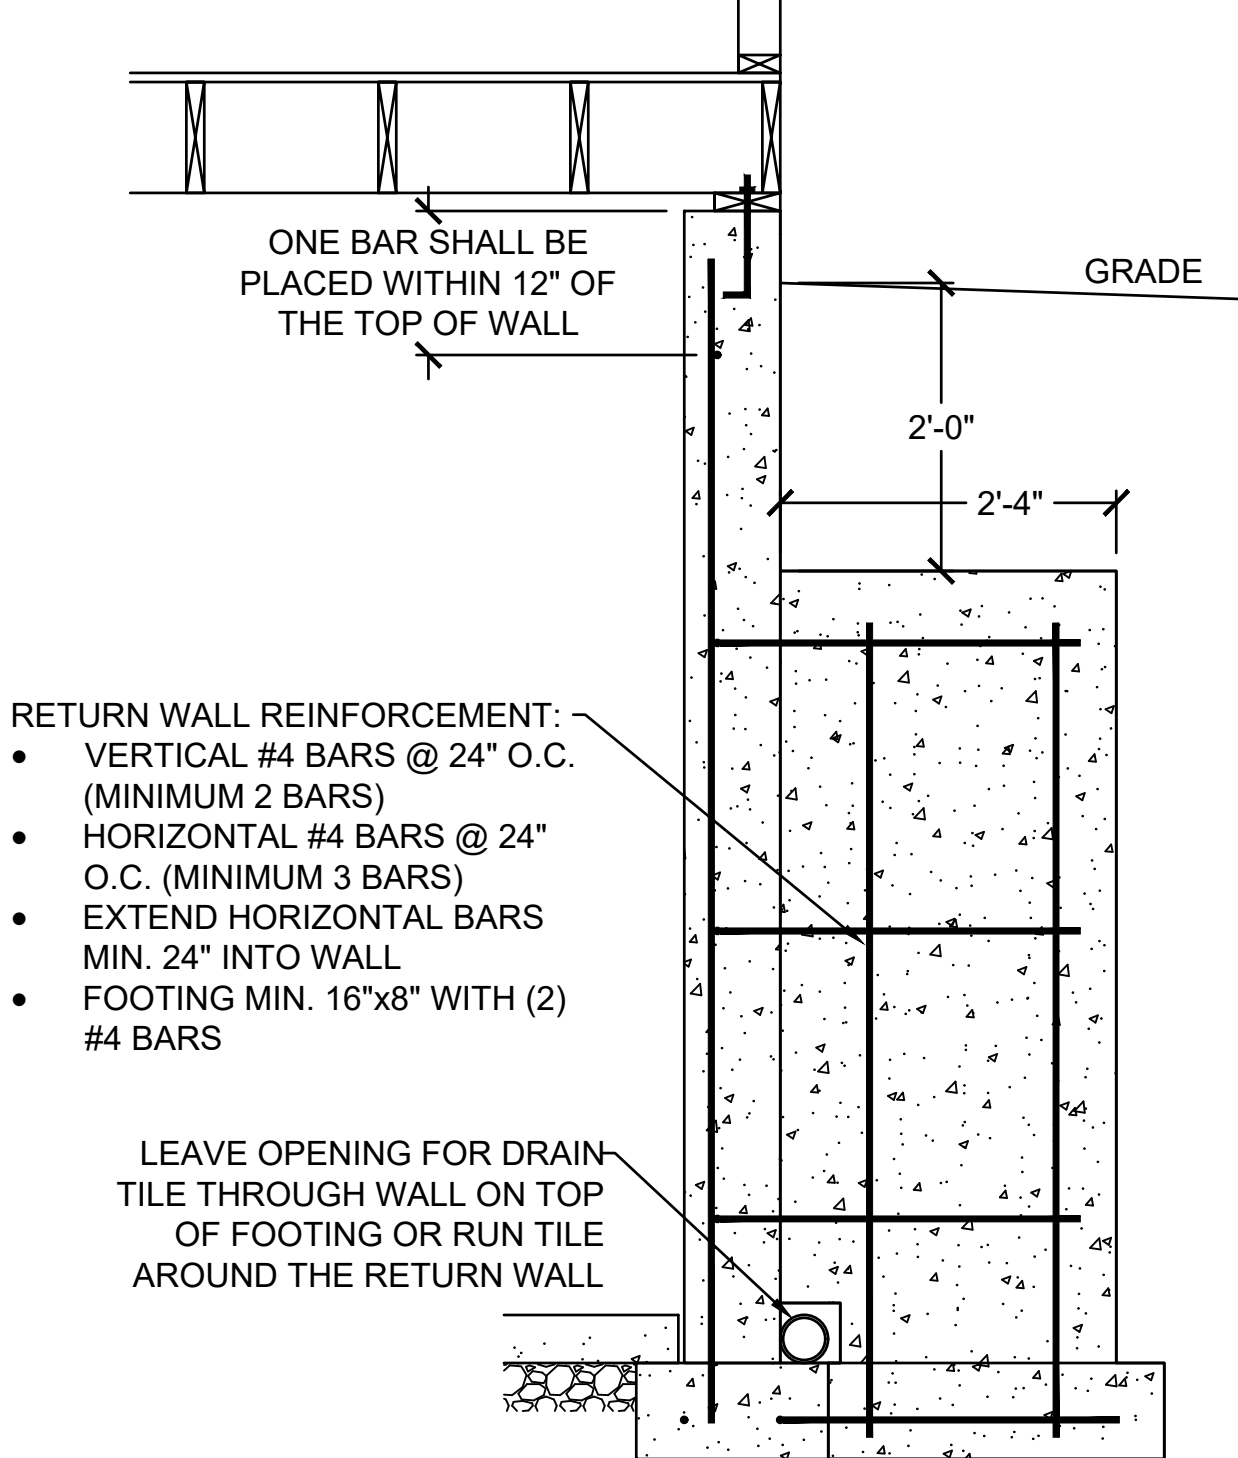 ONE BAR SHALL BE
PLACED WITHIN 12" OF
THE TOP OF WALL
GRADE
2'-0"
2'-4"
RETURN WALL REINFORCEMENT:
• VERTICAL #4 BARS @ 24" O.C.
(MINIMUM 2 BARS)
• HORIZONTAL #4 BARS @ 24"
O.C. (MINIMUM 3 BARS)
• EXTEND HORIZONTAL BARS
MIN. 24" INTO WALL
• FOOTING MIN. 16"x8" WITH (2)
#4 BARS
LEAVE OPENING FOR DRAIN
TILE THROUGH WALL ON TOP
OF FOOTING OR RUN TILE
AROUND THE RETURN WALL